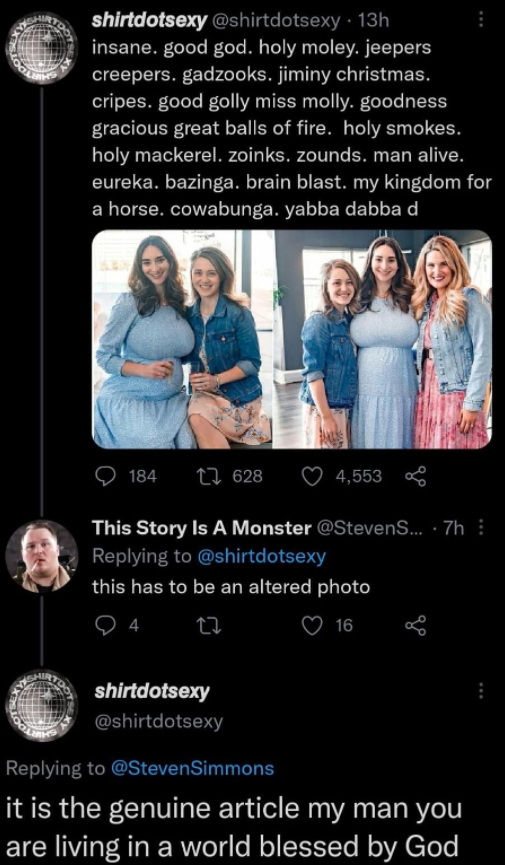 shirtdotsexy @shirtdotsexy · 13h
insane. good god. holy moley. jeepers
creepers. gadzooks. jiminy christmas.
cripes. good golly miss molly. goodness
gracious great balls of fire. holy smokes.
holy mackerel. zoinks. zounds. man alive.
eureka. bazinga. brain blast. my kingdom for
a horse. cowabunga. yabba dabba d
184 628 4,553
This Story Is A Monster @StevenS... · 7h
Replying to @shirtdotsexy
this has to be an altered photo
4 16
shirtdotsexy
@shirtdotsexy
Replying to @StevenSimmons
it is the genuine article my man you
are living in a world blessed by God